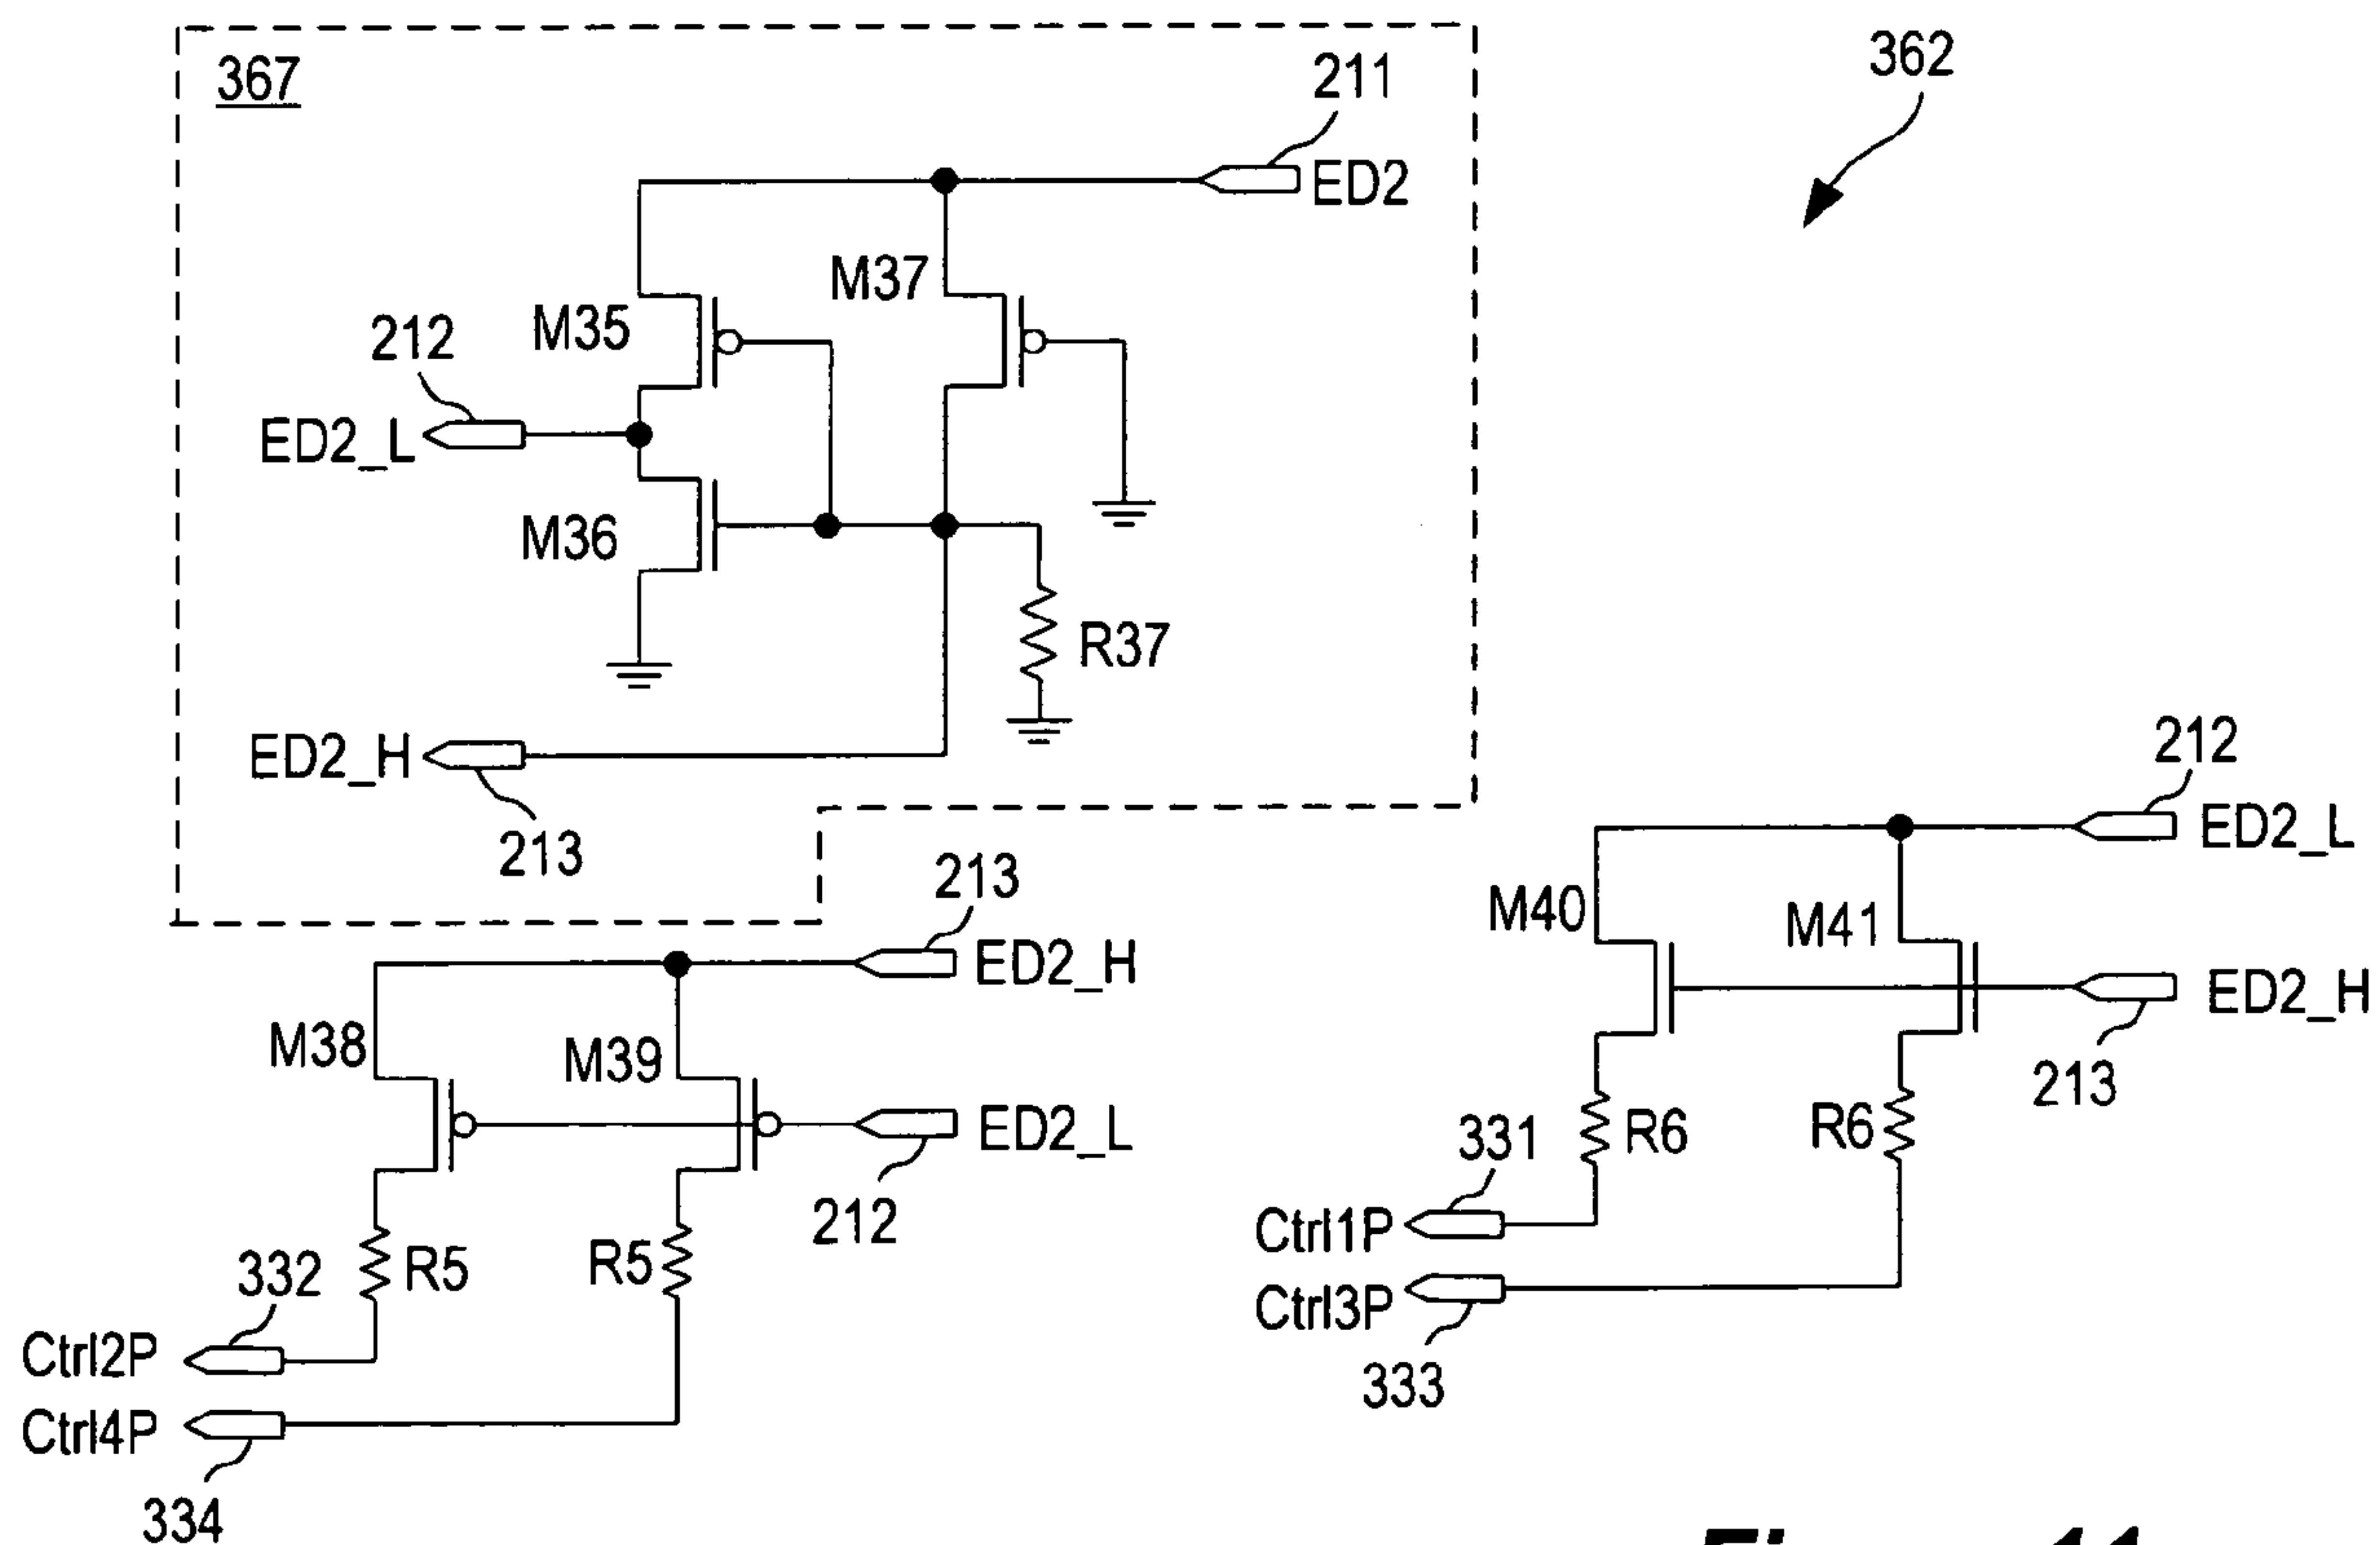 367
362
211
ED2
M37
M35
212
ED2_L
M36
R37
ED2_H
213
212
ED2_L
M40
M41
213
ED2_H
ED2_H
213
M38
M39
ED2_L
212
R6
R6
331
Ctrl1P
Ctrl3P
333
R5
R5
332
Ctrl2P
Ctrl4P
334